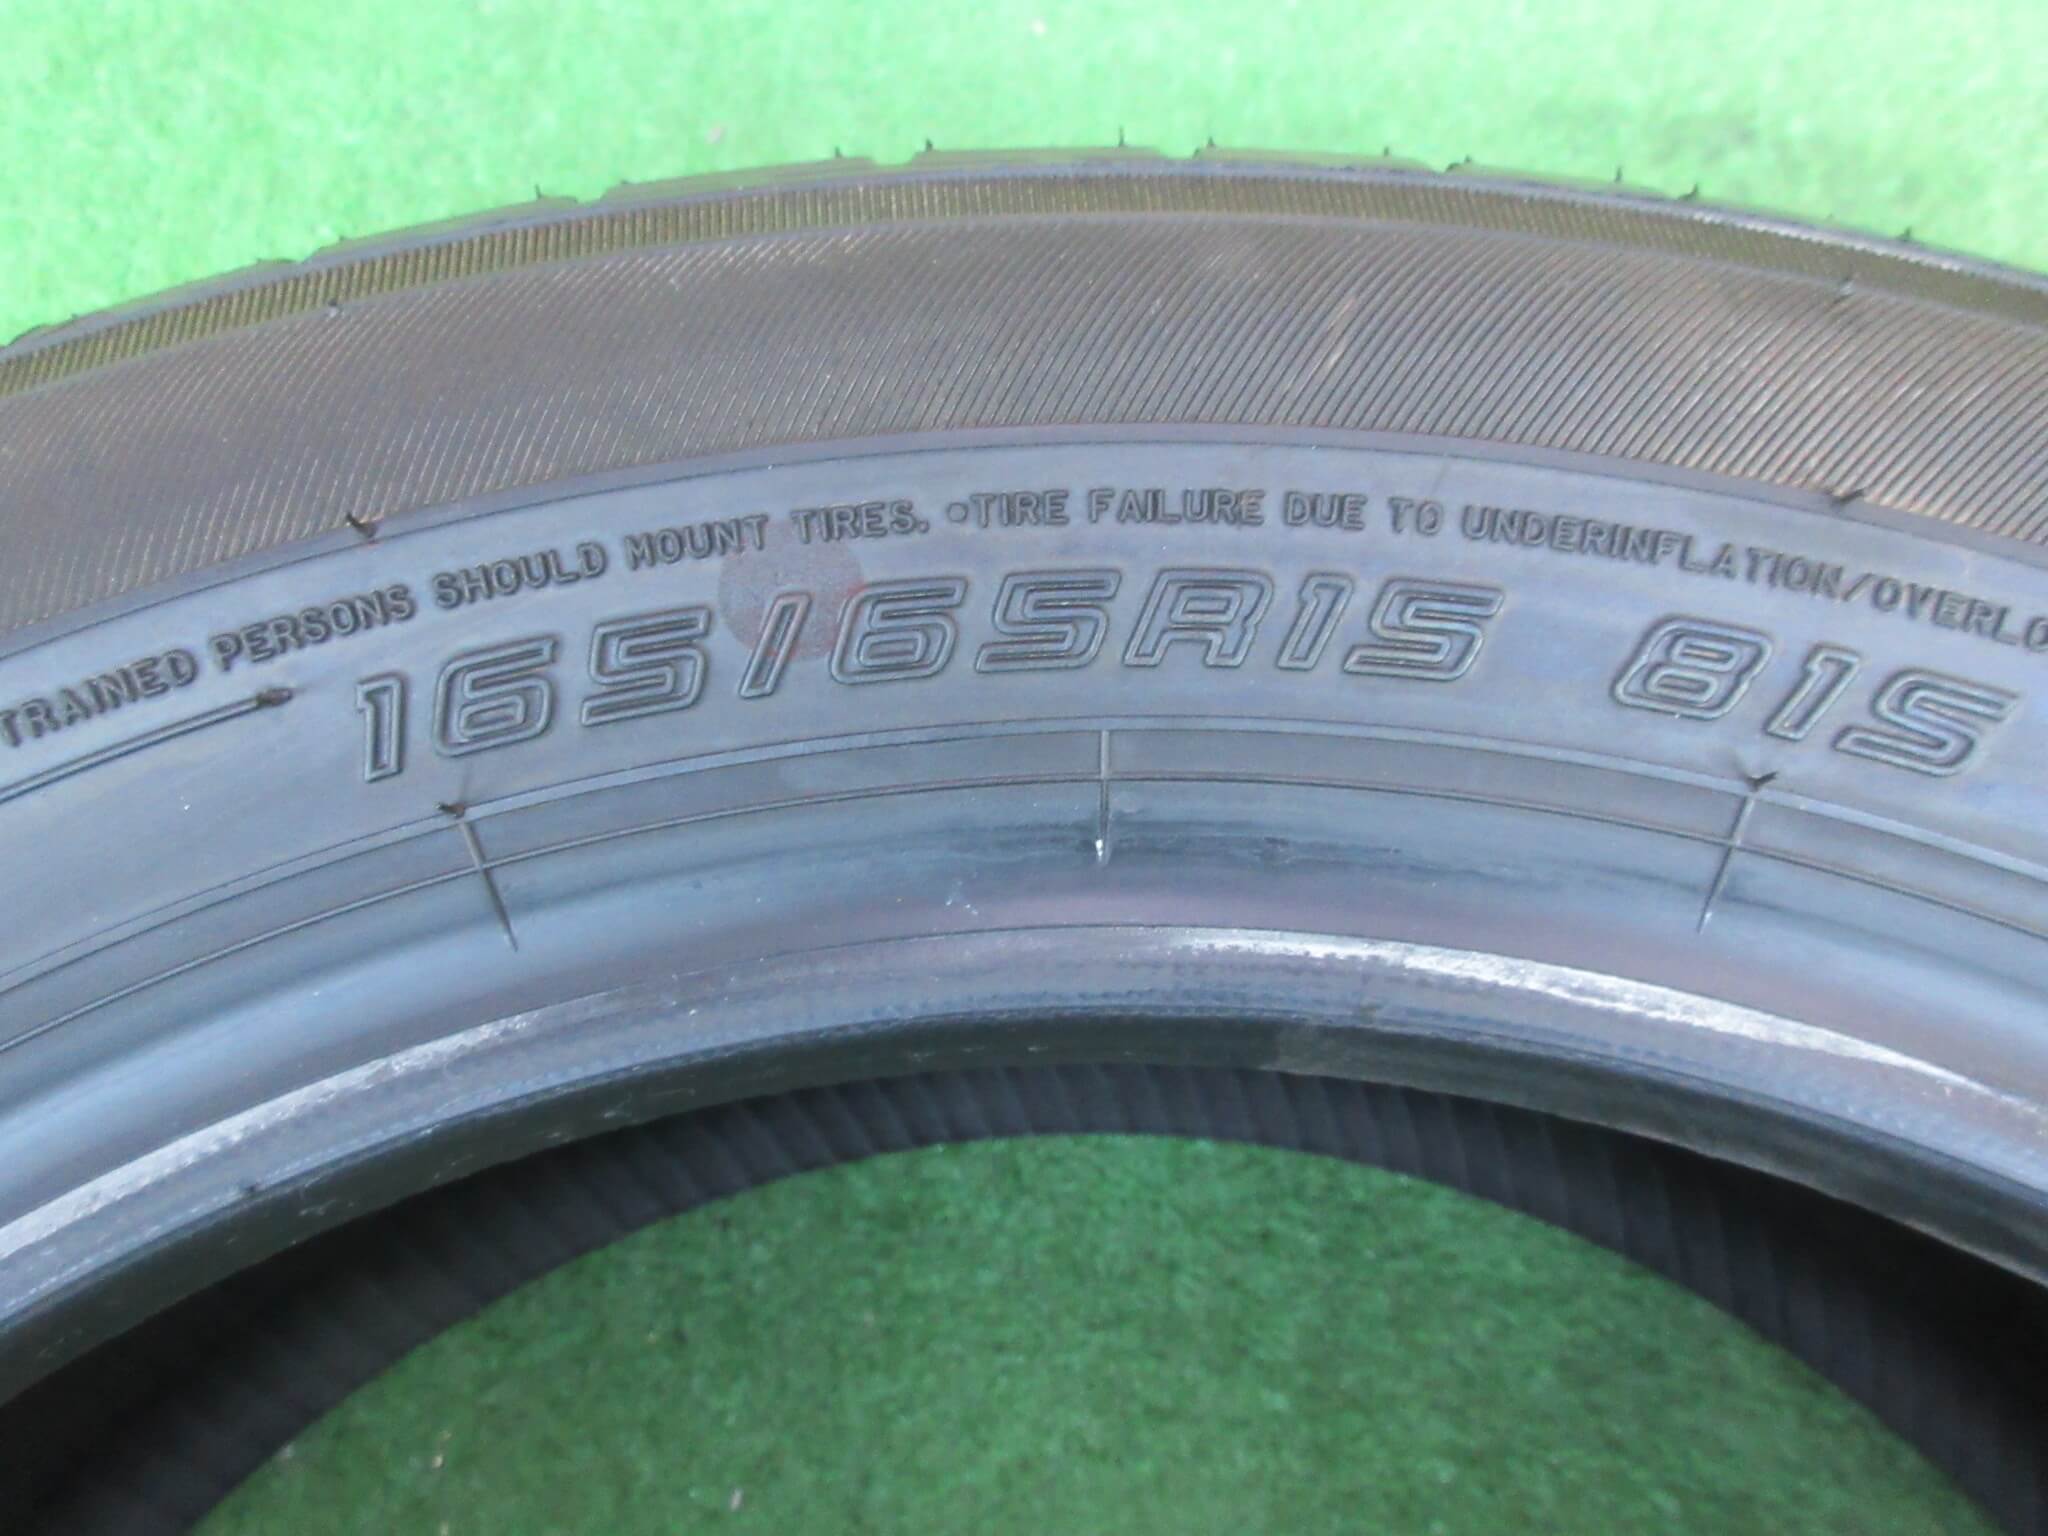 TRAINED PERSONS SHOULD MOUNT TIRES. •TIRE FAILURE DUE TO UNDERINFLATION/OVERLO
165/65R15 81S